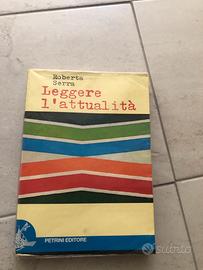 Roberta
Serra
Leggere
l'attualità
PETRINI EDITORE
subito